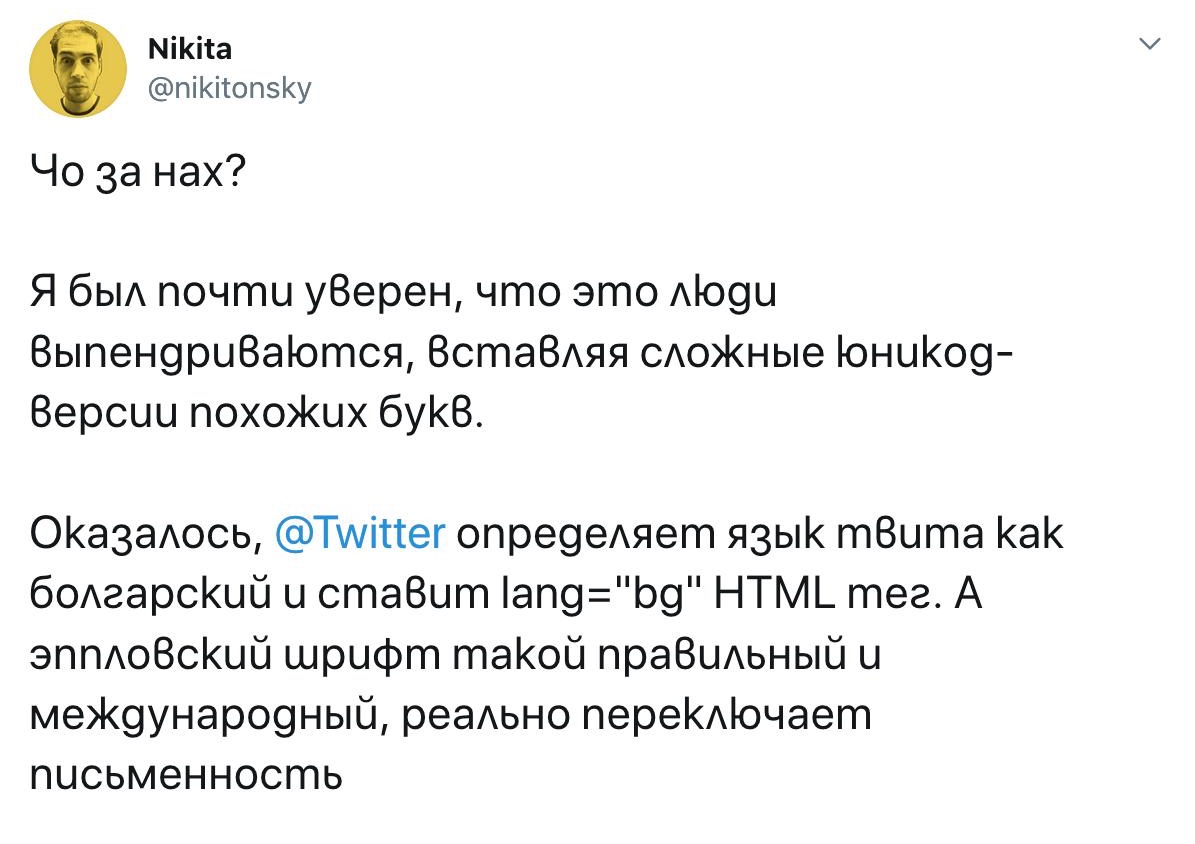 Nikita
@nikitonsky
Чо за нах?
Я был почти уверен, что это люди
выпендриваются, вставляя сложные юникод-
версии похожих букв.
Оказалось, @Twitter определяет язык твита как
болгарский и ставит lang="bg" HTML тег. А
эппловский шрифт такой правильный и
международный, реально переключает
письменность